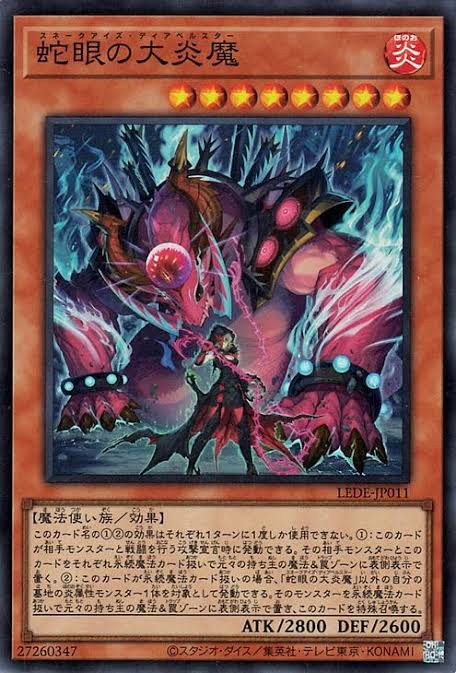 スネークアイズ・ディアベルスター
蛇眼の大炎魔
ほのお
炎
LEDE-JP011
【魔法使い族／効果】
このカード名の①②の効果はそれぞれ1ターンに1度しか使用できない。①：このカード
が相手モンスターと戦闘を行う攻撃宣言時に発動できる。その相手モンスターとこの
カードをそれぞれ永続魔法カード扱いで元々の持ち主の魔法＆罠ゾーンに表側表示で
置く。②：このカードが永続魔法カード扱いの場合、「蛇眼の大炎魔」以外の自分の
墓地の炎属性モンスター1体を対象として発動できる。そのモンスターを永続魔法カード
扱いで元々の持ち主の魔法＆罠ゾーンに表側表示で置き、このカードを特殊召喚する。
ATK/2800 DEF/2600
27260347
©スタジオ・ダイス／集英社・テレビ東京・KONAMI